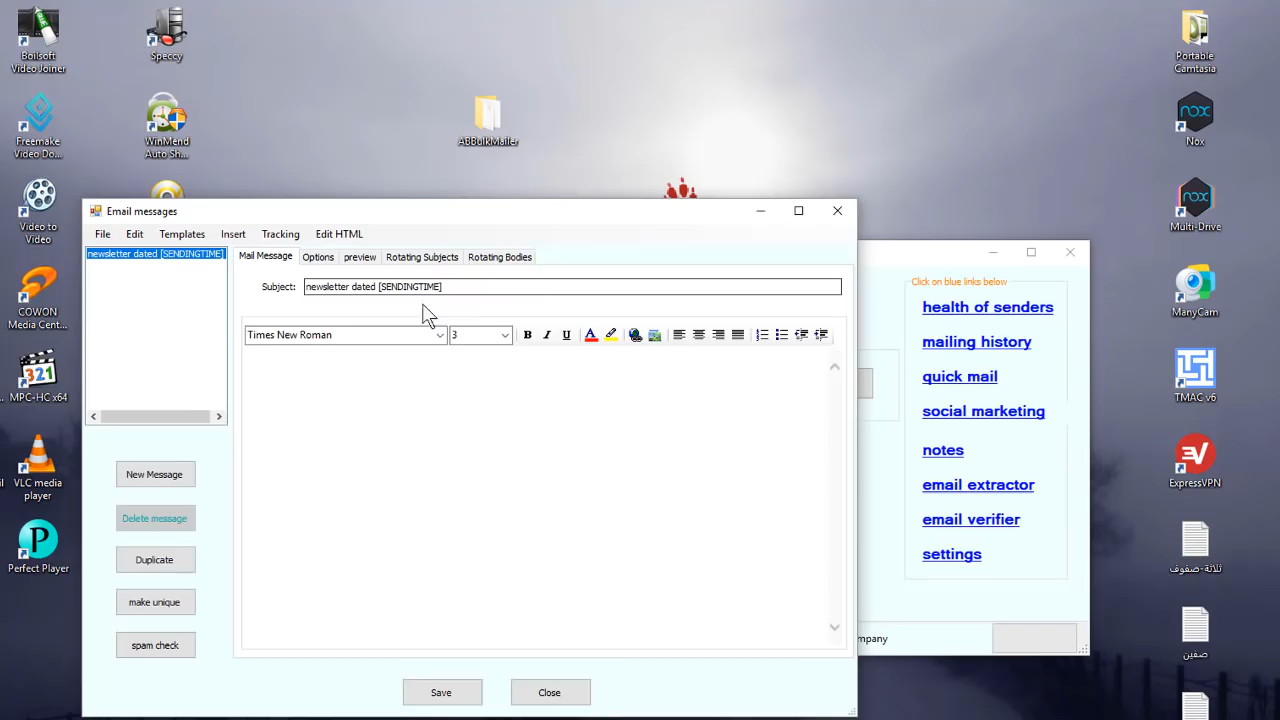 Boilsoft
Video Joiner
Speccy
Freemake
Video Do...
WinMend
Auto Sh...
Video to
Video
COWON
Media Cent...
MPC-HC x64
VLC media
player
Perfect Player
ABBulkMailer
Portable
Camtasia
Nox
Multi-Drive
ManyCam
TMAC v6
ExpressVPN
ثلاثة-صفوف
صفين
Email messages
File
Edit
Templates
Insert
Tracking
Edit HTML
newsletter dated [SENDINGTIME]
Mail Message
Options
preview
Rotating Subjects
Rotating Bodies
Subject:
newsletter dated [SENDINGTIME]
Times New Roman
3
B
I
U
A
New Message
Delete message
Duplicate
make unique
spam check
Save
Close
Click on blue links below
health of senders
mailing history
quick mail
social marketing
notes
email extractor
email verifier
settings
mpany